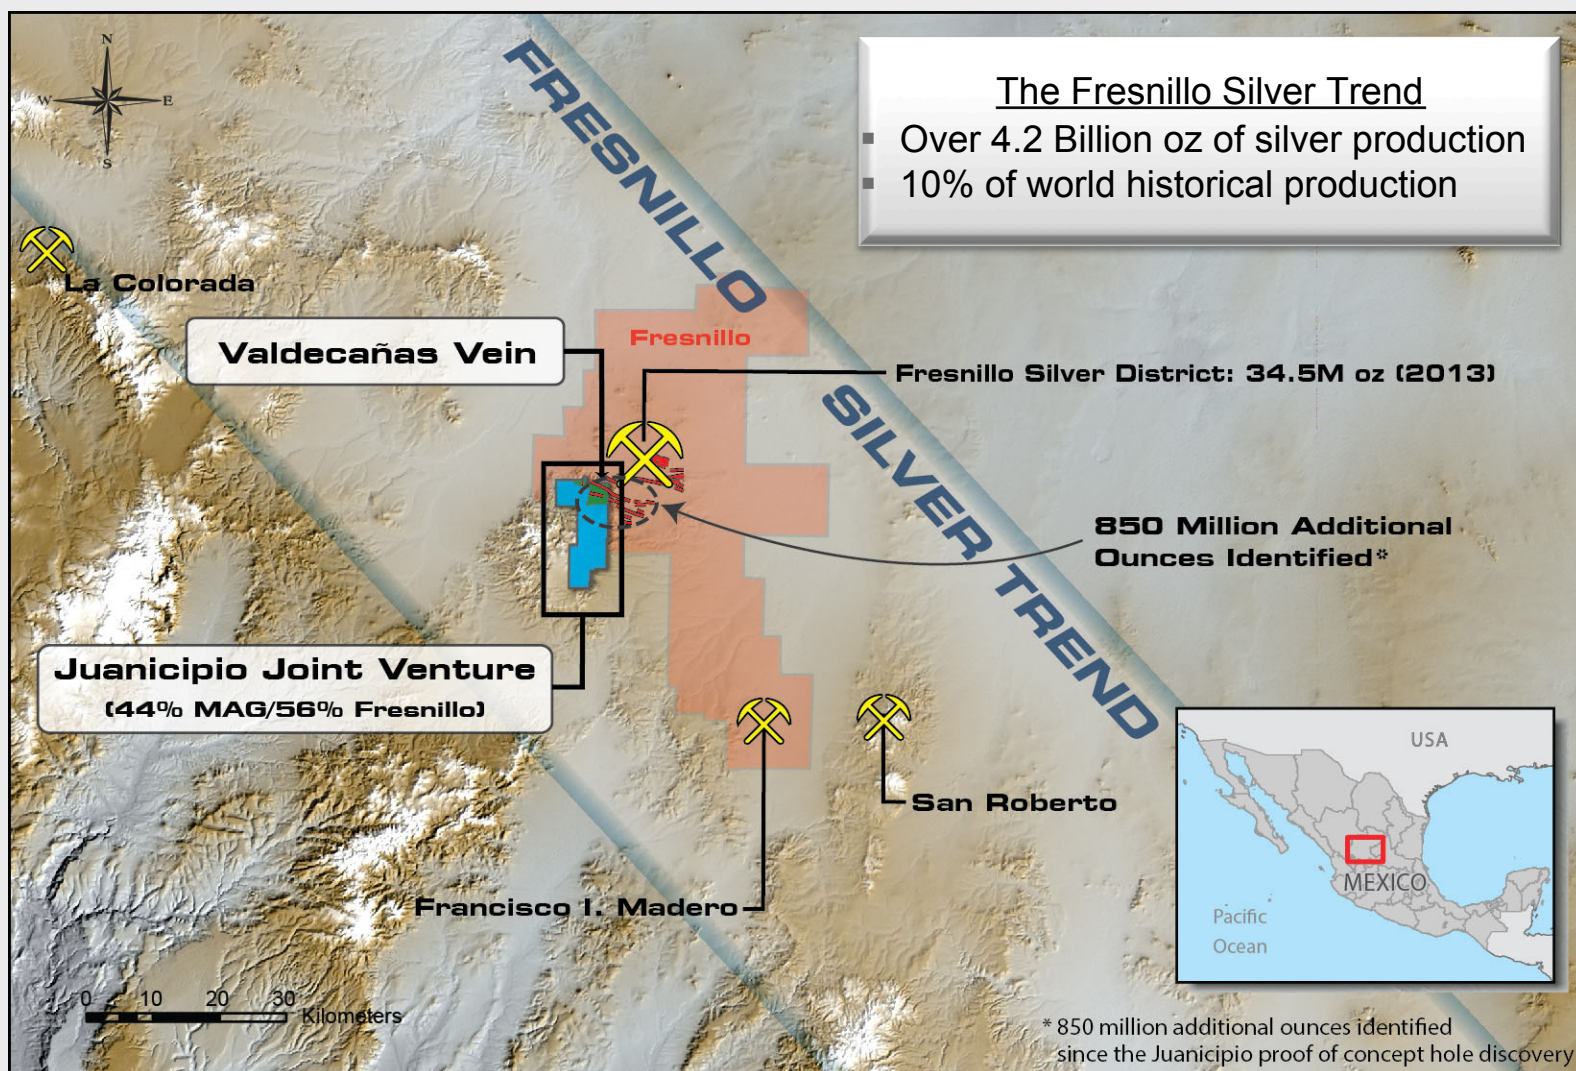 N
W
E
S
FRESNILLO
SILVER TREND
The Fresnillo Silver Trend
▪ Over 4.2 Billion oz of silver production
▪ 10% of world historical production
La Colorada
Valdecañas Vein
Fresnillo
Fresnillo Silver District: 34.5M oz (2013)
850 Million Additional
Ounces Identified*
Juanicipio Joint Venture
(44% MAG/56% Fresnillo)
San Roberto
Francisco I. Madero
USA
MEXICO
Pacific
Ocean
0 10 20 30
Kilometers
* 850 million additional ounces identified
since the Juanicipio proof of concept hole discovery